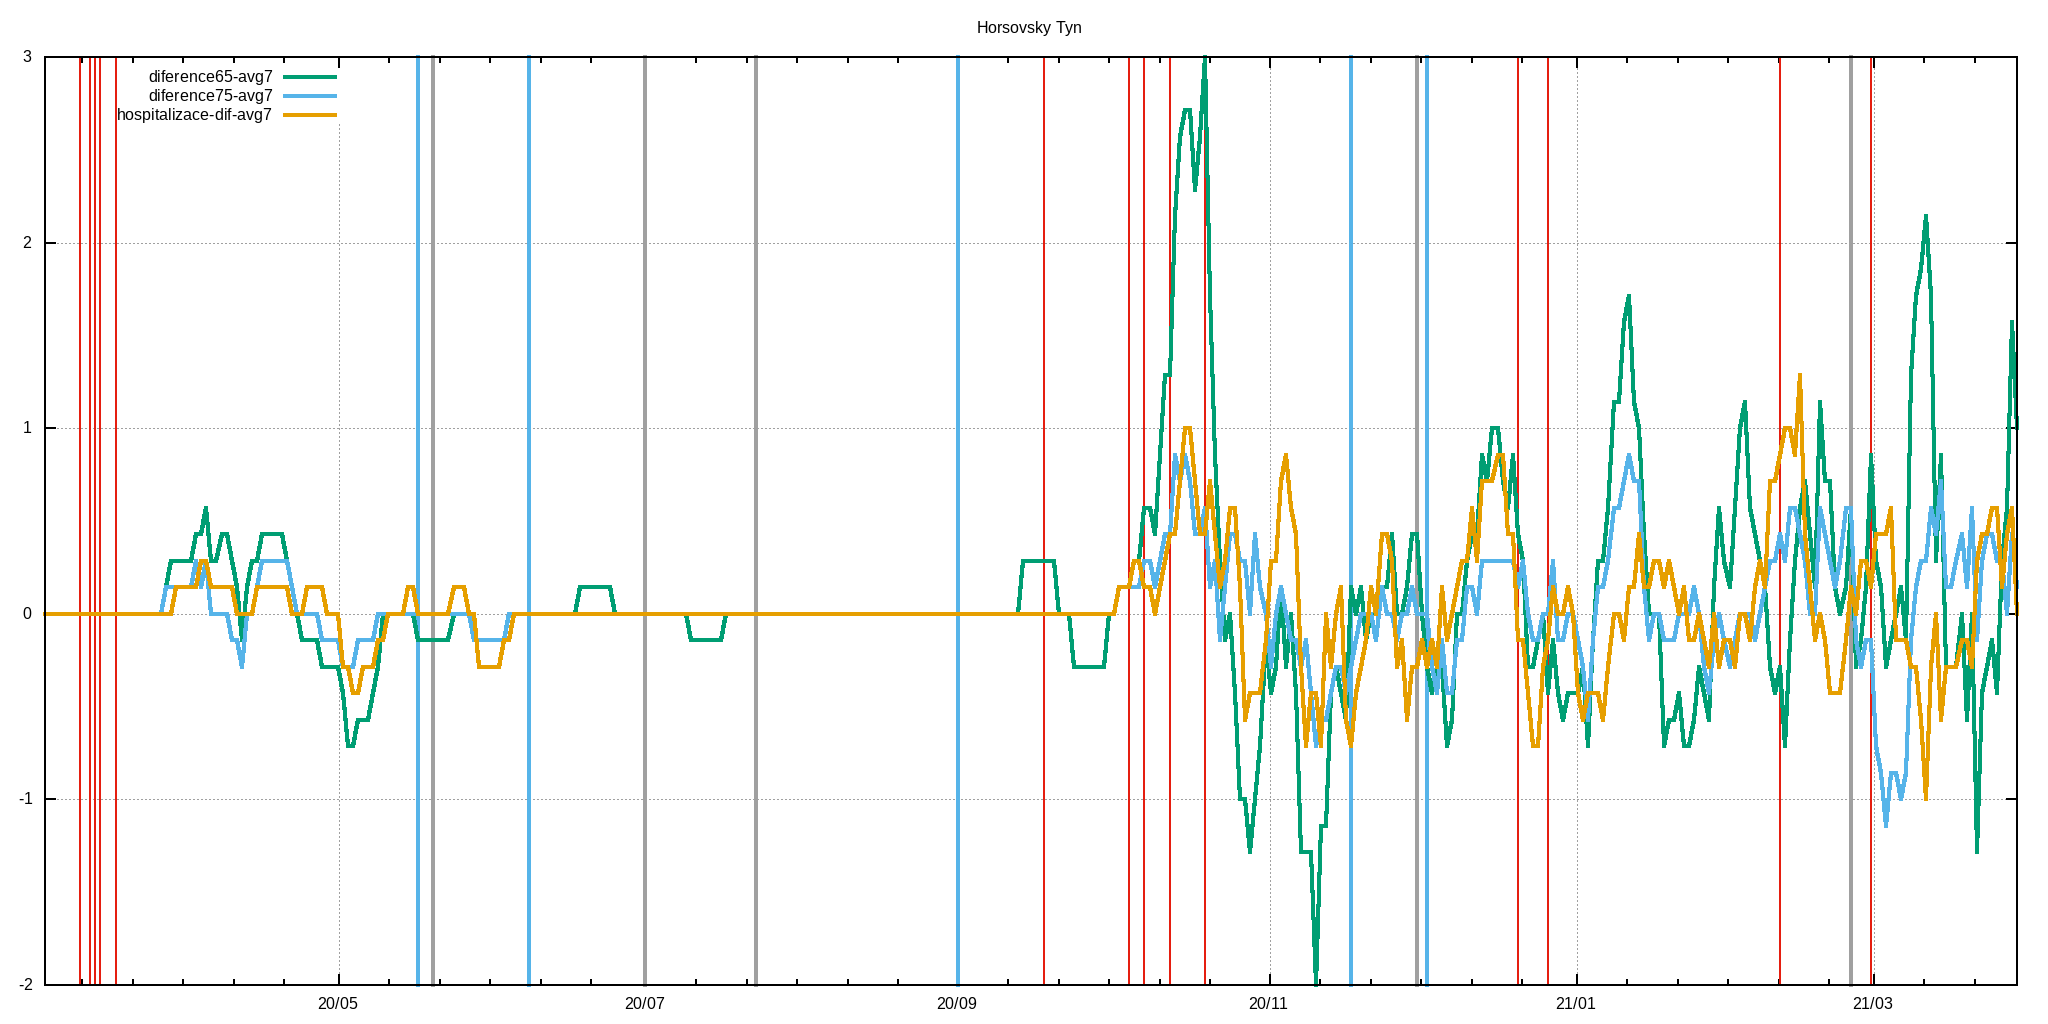 Horsovsky Tyn
3
diference65-avg7
diference75-avg7
hospitalizace-dif-avg7
2
1
0
-1
-2
20/05 20/07 20/09 20/11 21/01 21/03